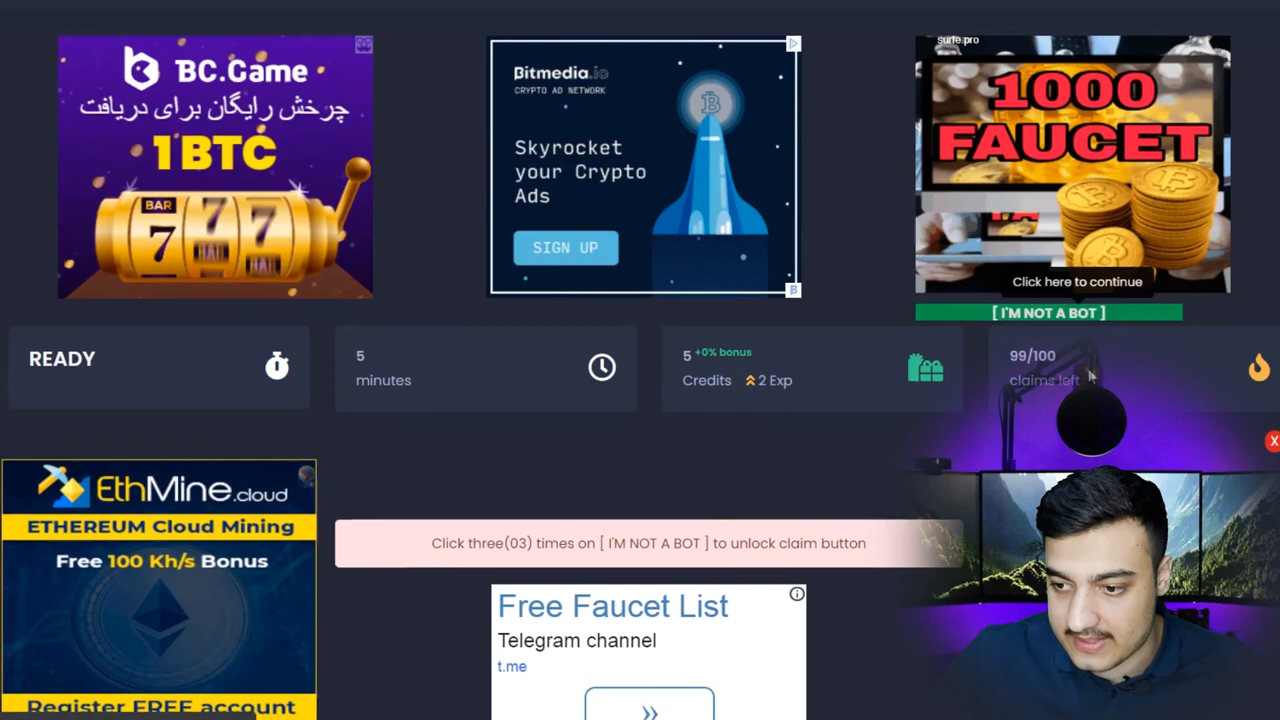 BC.Game
چرخش رایگان برای دریافت
1BTC
BAR
7 7 7
Bitmedia.io
CRYPTO AD NETWORK
Skyrocket
your Crypto
Ads
SIGN UP
surfe.pro
1000
FAUCET
Click here to continue
[ I'M NOT A BOT ]
READY
5
minutes
5 +0% bonus
Credits 2 Exp
99/100
claims left
X
EthMine.cloud
ETHEREUM Cloud Mining
Free 100 Kh/s Bonus
Register FREE account
Click three(03) times on [ I'M NOT A BOT ] to unlock claim button
Free Faucet List
Telegram channel
t.me